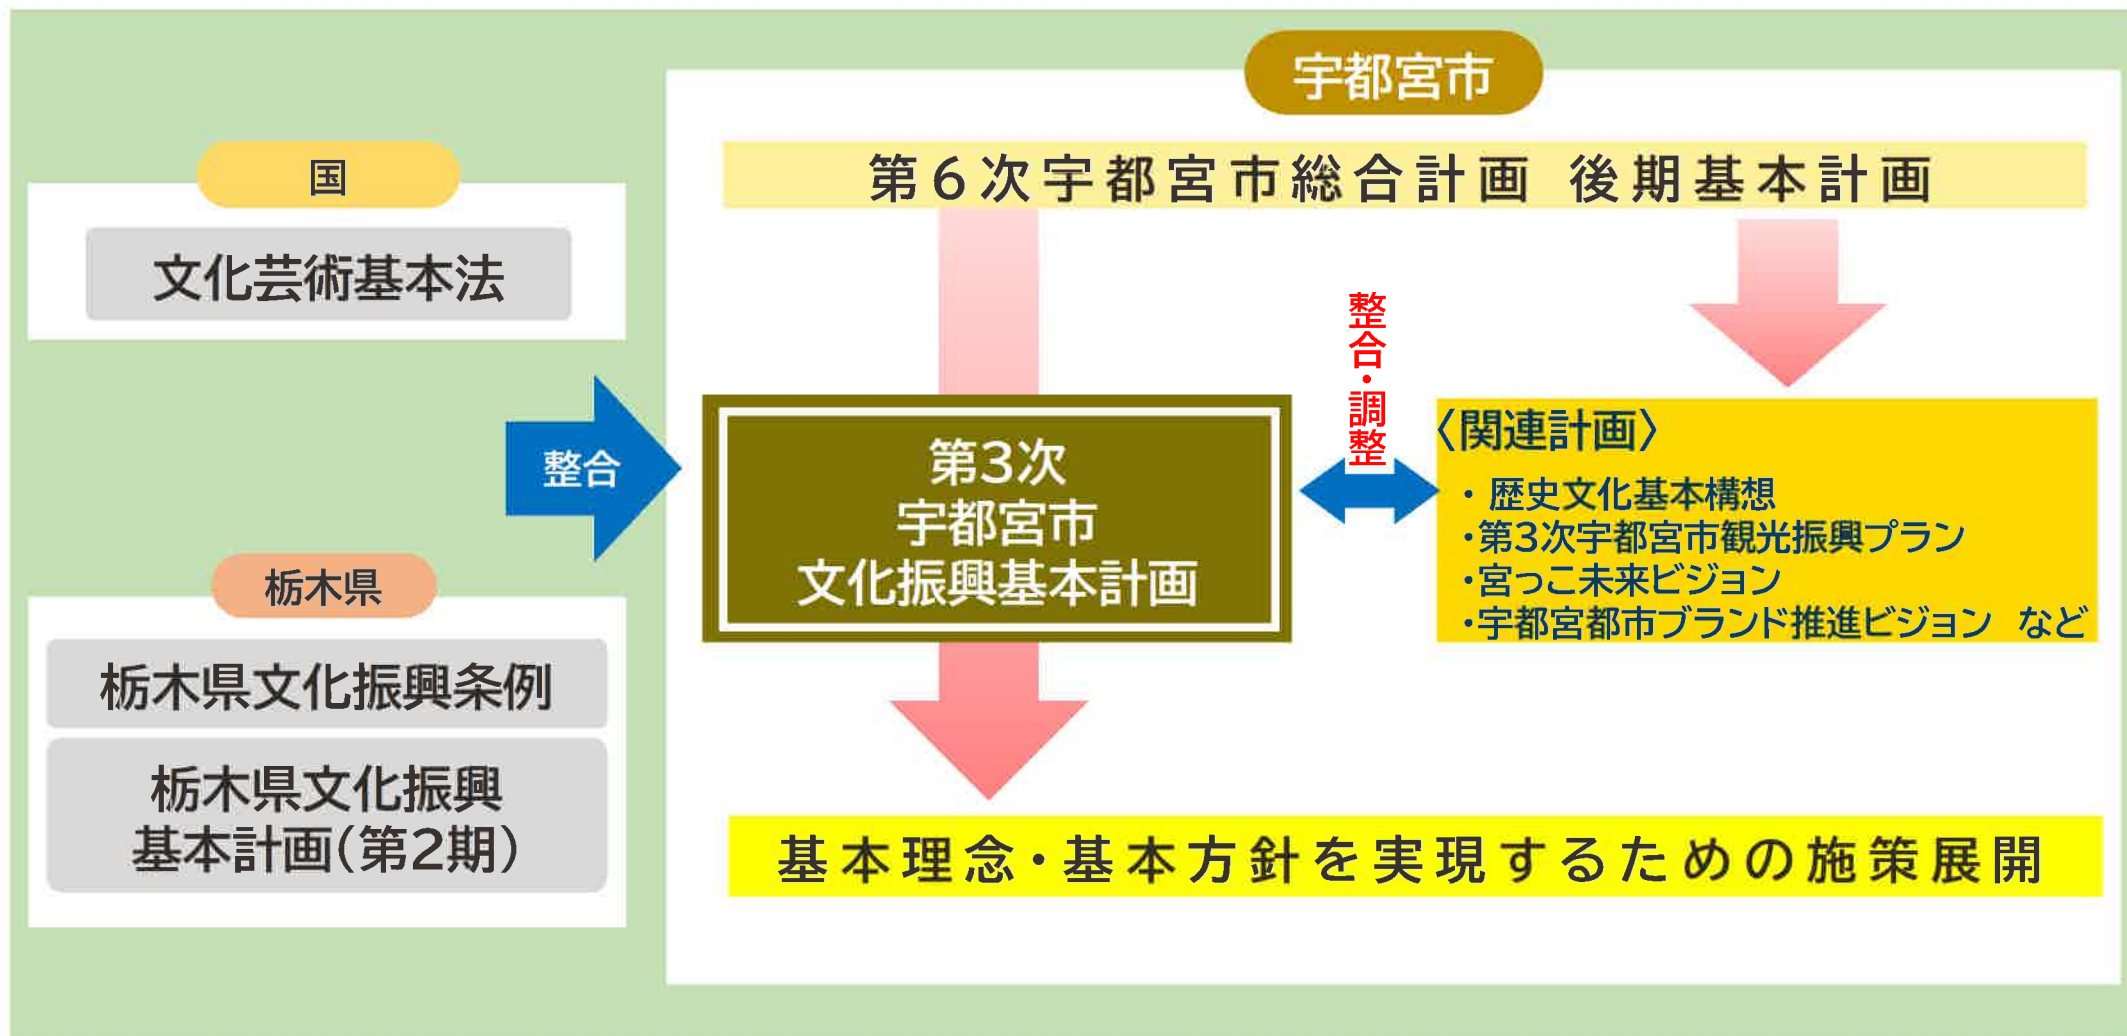 国
文化芸術基本法
栃木県
栃木県文化振興条例
栃木県文化振興
基本計画(第2期)
整合
宇都宮市
第6次宇都宮市総合計画 後期基本計画
第3次
宇都宮市
文化振興基本計画
整合・調整
〈関連計画〉
・ 歴史文化基本構想
・第3次宇都宮市観光振興プラン
・宮っこ未来ビジョン
・宇都宮都市ブランド推進ビジョン など
基本理念・基本方針を実現するための施策展開